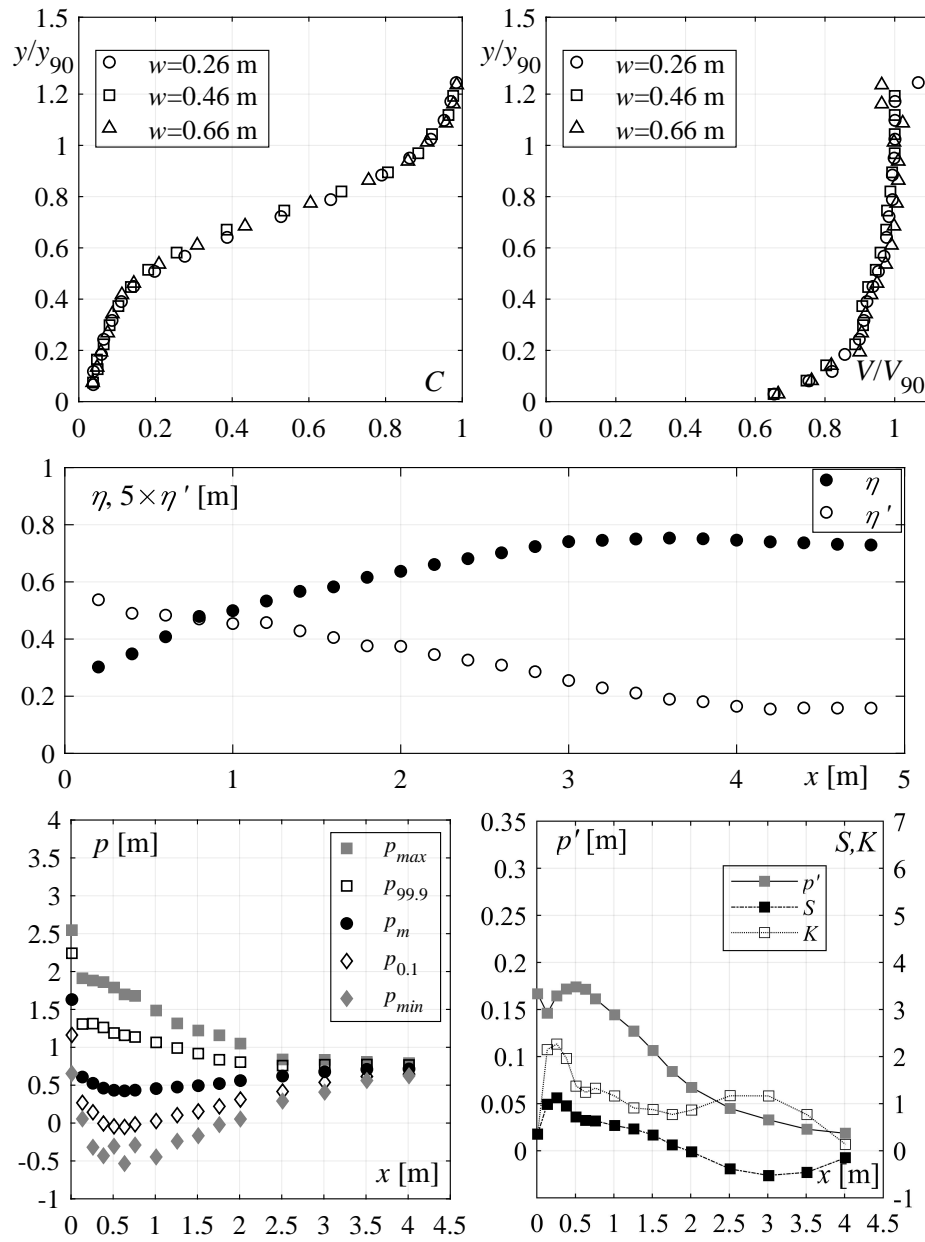 1.5
y/y90
w=0.26 m
w=0.46 m
w=0.66 m
1.2
1
0.8
0.6
0.4
0.2
0
C
0 0.2 0.4 0.6 0.8 1
1.5
y/y90
w=0.26 m
w=0.46 m
w=0.66 m
1.2
1
0.8
0.6
0.4
0.2
0
V/V90
0 0.2 0.4 0.6 0.8 1
1
η, 5×η ' [m]
η
η '
0.8
0.6
0.4
0.2
0
0 1 2 3 4 5
x [m]
4
p [m]
pmax
p99.9
pm
p0.1
pmin
3.5
3
2.5
2
1.5
1
0.5
0
-0.5
-1
x [m]
0 0.5 1 1.5 2 2.5 3 3.5 4 4.5
0.35
p' [m]
S,K
7
p'
S
K
0.3
6
0.25
5
0.2
4
0.15
3
0.1
2
0.05
1
0
0
x [m]
-1
0 0.5 1 1.5 2 2.5 3 3.5 4 4.5